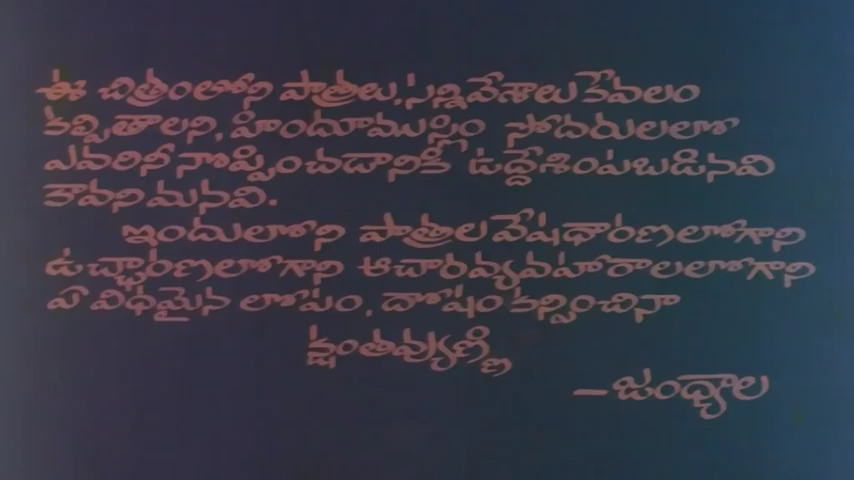 ఈ చిత్రంలోని పాత్రలు, సన్నివేశాలు కేవలం
కల్పితాలని, హిందూముస్లిం సోదరులలో
ఎవరినీ నొప్పించడానికీ ఉద్దేశింపబడినవి
కావని మనవి.
ఇందులోని పాత్రల వేషధారణలోగాని
ఉచ్ఛారణలోగాని ఆచారవ్యవహారాలలోగాని
ఏ విధమైన లోపం, దోషం కన్పించినా
క్షంతవ్యుణ్ణి
– జంధ్యాల